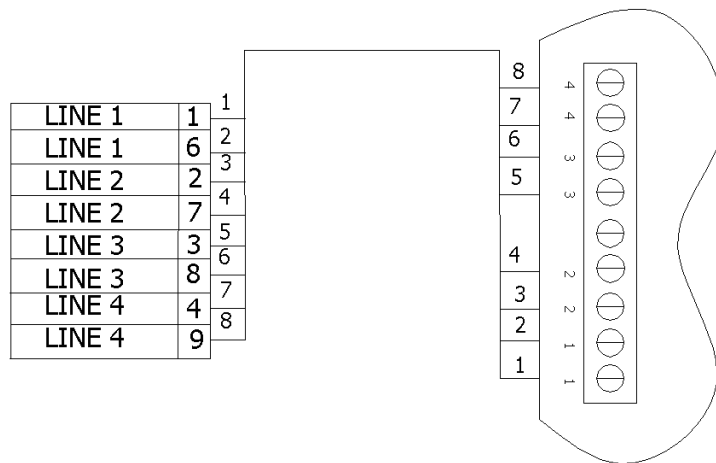 LINE 1 1 1
LINE 1 6 2
LINE 2 2 3
LINE 2 7 4
LINE 3 3 5
LINE 3 8 6
LINE 4 4 7
LINE 4 9 8
8 4
7 4
6 3
5 3
4 2
3 2
2 1
1 1